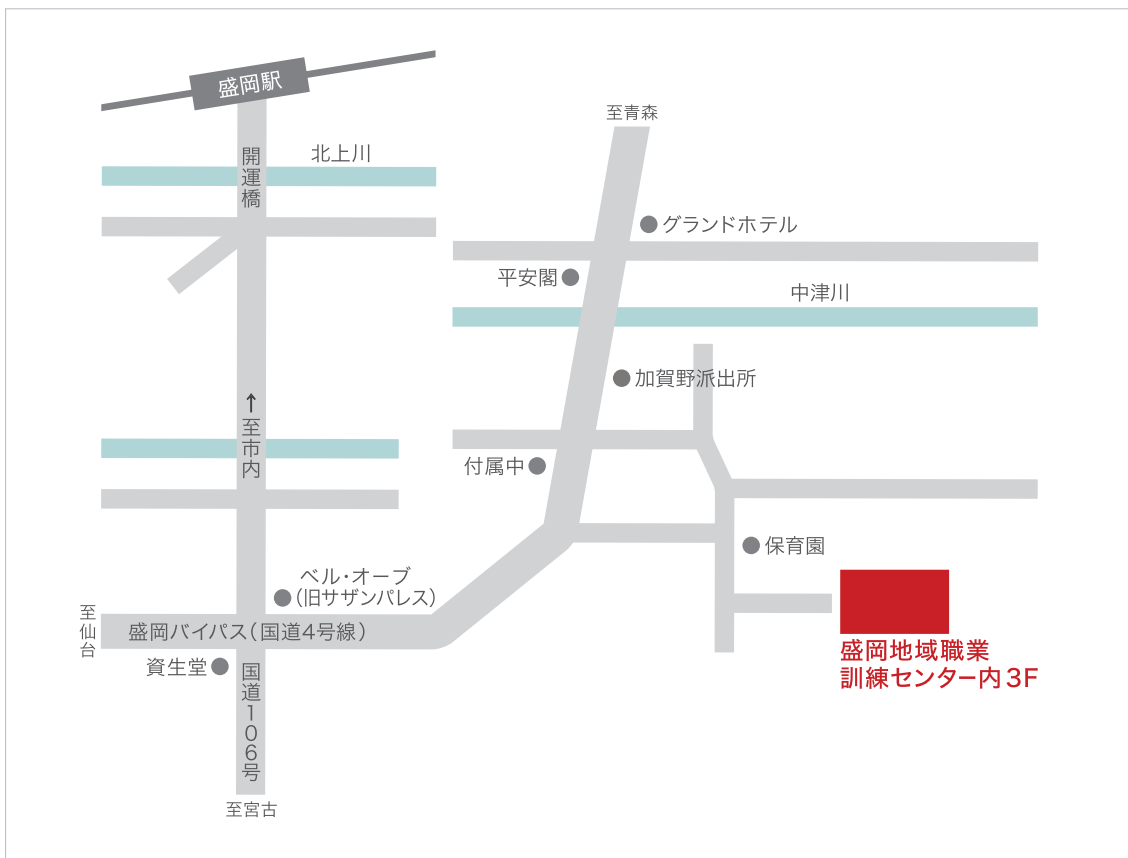 盛岡駅
至青森
開運橋
北上川
グランドホテル
平安閣
中津川
加賀野派出所
↑至市内
付属中
保育園
ベル・オーブ
(旧サザンパレス)
至仙台
盛岡バイパス(国道4号線)
資生堂
国道106号
盛岡地域職業
訓練センター内3F
至宮古